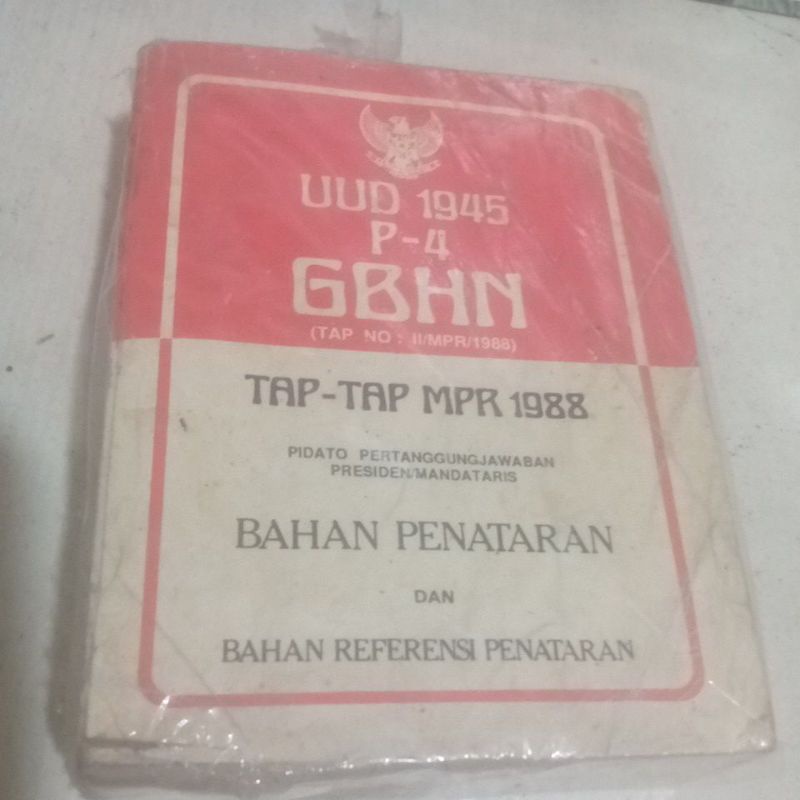 UUD 1945
P-4
GBHN
(TAP NO : II/MPR/1988)
TAP-TAP MPR 1988
PIDATO PERTANGGUNGJAWABAN
PRESIDEN/MANDATARIS
BAHAN PENATARAN
DAN
BAHAN REFERENSI PENATARAN